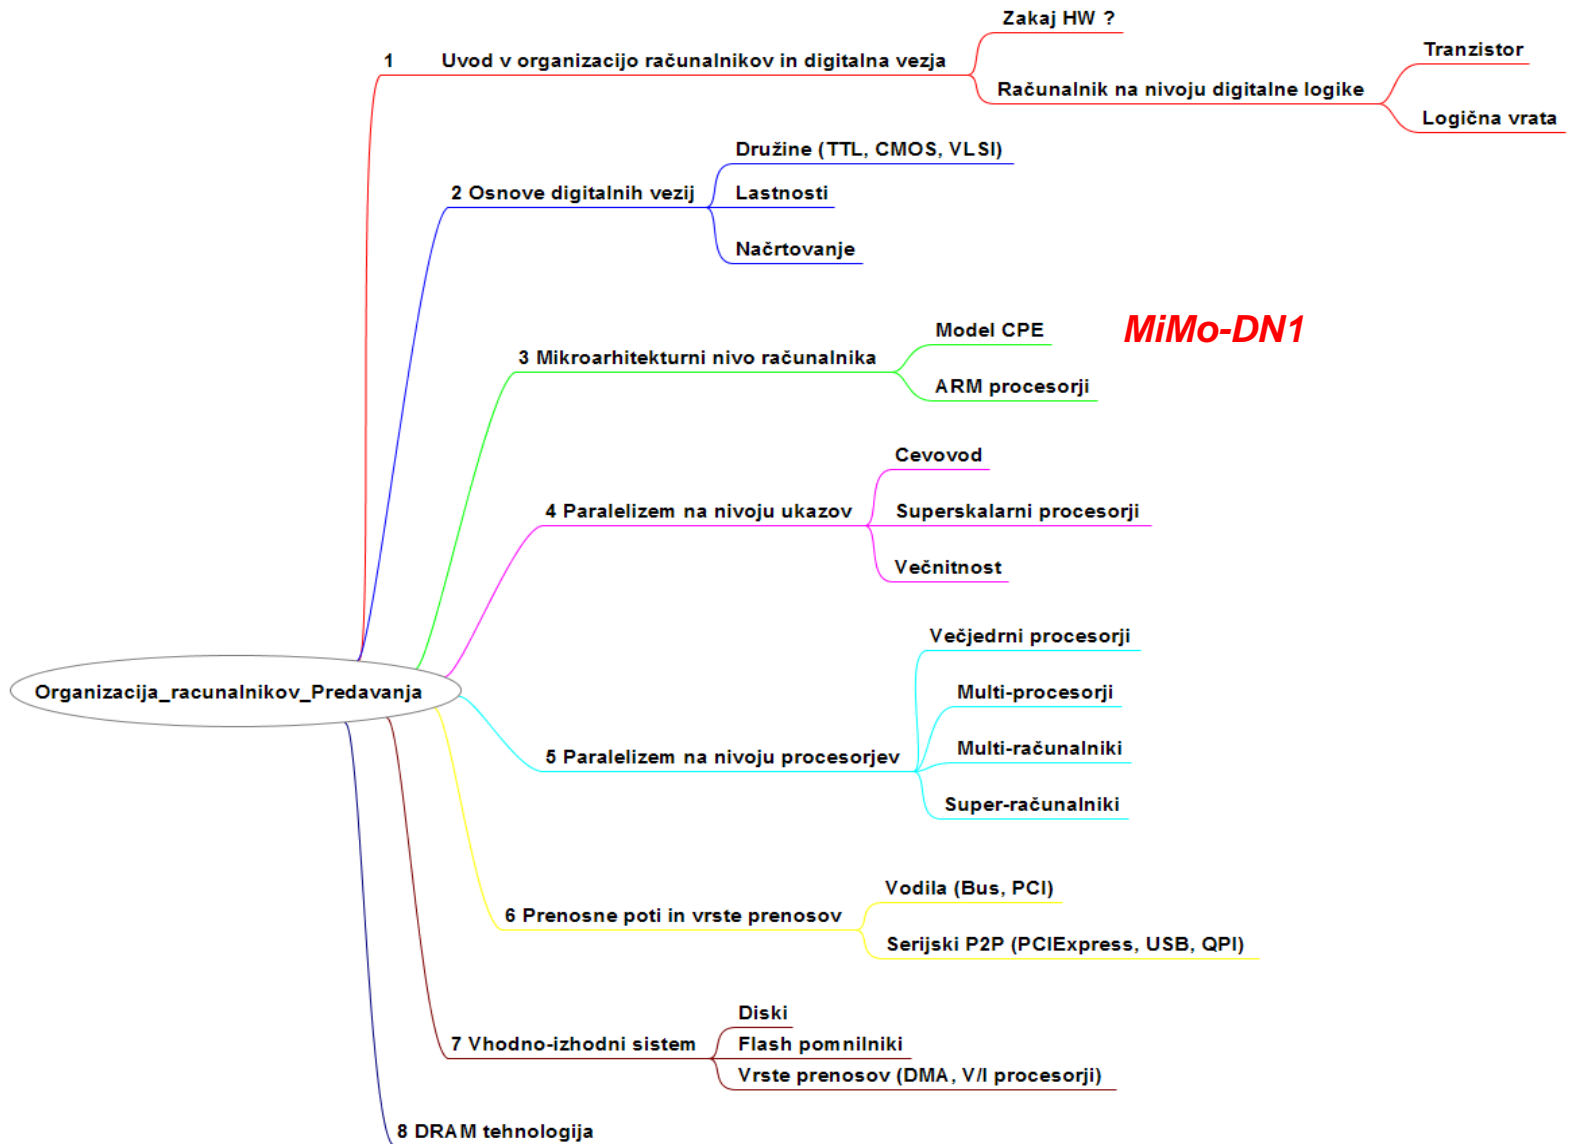 Zakaj HW ?
1 Uvod v organizacijo računalnikov in digitalna vezja
Tranzistor
Računalnik na nivoju digitalne logike
Logična vrata
Družine (TTL, CMOS, VLSI)
2 Osnove digitalnih vezij
Lastnosti
Načrtovanje
Model CPE
MiMo-DN1
3 Mikroarhitekturni nivo računalnika
ARM procesorji
Cevovod
4 Paralelizem na nivoju ukazov
Superskalarni procesorji
Večnitnost
Večjedrni procesorji
Organizacija_racunalnikov_Predavanja
Multi-procesorji
5 Paralelizem na nivoju procesorjev
Multi-računalniki
Super-računalniki
Vodila (Bus, PCI)
6 Prenosne poti in vrste prenosov
Serijski P2P (PCIExpress, USB, QPI)
Diski
7 Vhodno-izhodni sistem
Flash pomnilniki
Vrste prenosov (DMA, V/I procesorji)
8 DRAM tehnologija